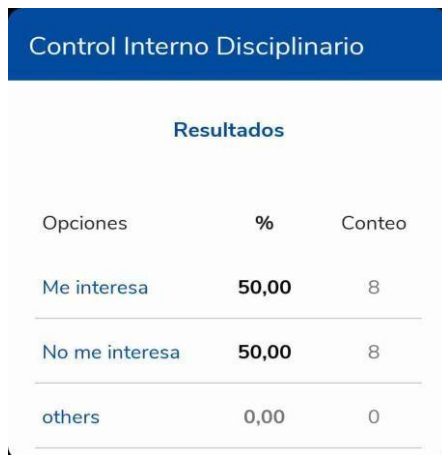 Control Interno Disciplinario
Resultados
Opciones % Conteo
Me interesa 50,00 8
No me interesa 50,00 8
others 0,00 0